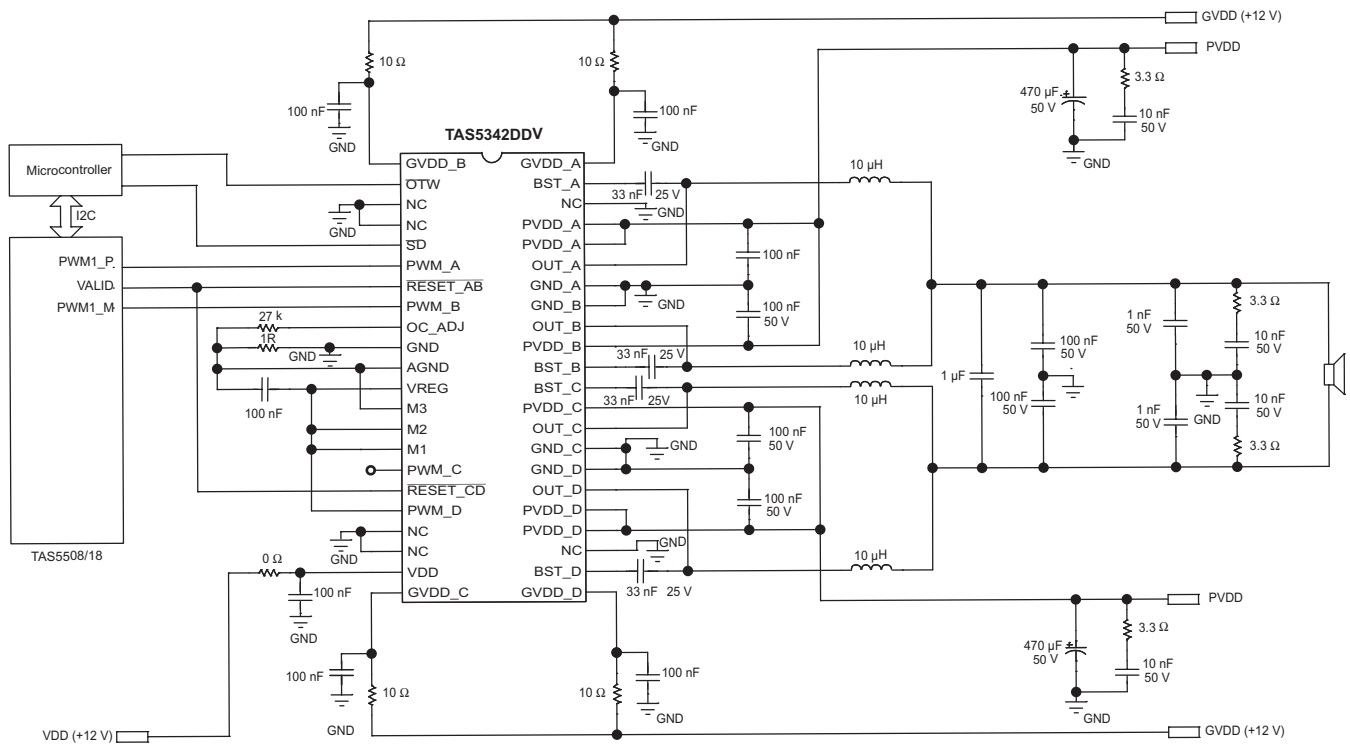 GVDD (+12 V)
PVDD
10 Ω
10 Ω
3.3 Ω
470 µF
50 V
10 nF
50 V
100 nF
100 nF
GND
GND
GND
TAS5342DDV
Microcontroller
I2C
PWM1_P
VALID
PWM1_M
TAS5508/18
GVDD_B
OTW
NC
NC
SD
PWM_A
RESET_AB
PWM_B
OC_ADJ
GND
AGND
VREG
M3
M2
M1
PWM_C
RESET_CD
PWM_D
NC
NC
VDD
GVDD_C
GVDD_A
BST_A
NC
PVDD_A
PVDD_A
OUT_A
GND_A
GND_B
OUT_B
PVDD_B
BST_B
BST_C
PVDD_C
OUT_C
GND_C
GND_D
OUT_D
PVDD_D
PVDD_D
NC
BST_D
GVDD_D
GND
GND
27 k
1R
GND
100 nF
GND
0 Ω
100 nF
GND
33 nF 25 V
GND
100 nF
50 V
GND
100 nF
50 V
33 nF 25 V
33 nF 25V
GND
100 nF
50 V
100 nF
50 V
GND
33 nF 25 V
10 µH
10 µH
10 µH
10 µH
1 µF
100 nF
50 V
100 nF
50 V
1 nF
50 V
1 nF
50 V
GND
3.3 Ω
10 nF
50 V
10 nF
50 V
3.3 Ω
PVDD
3.3 Ω
470 µF
50 V
10 nF
50 V
GND
100 nF
100 nF
GND
10 Ω
10 Ω
GND
VDD (+12 V)
GVDD (+12 V)